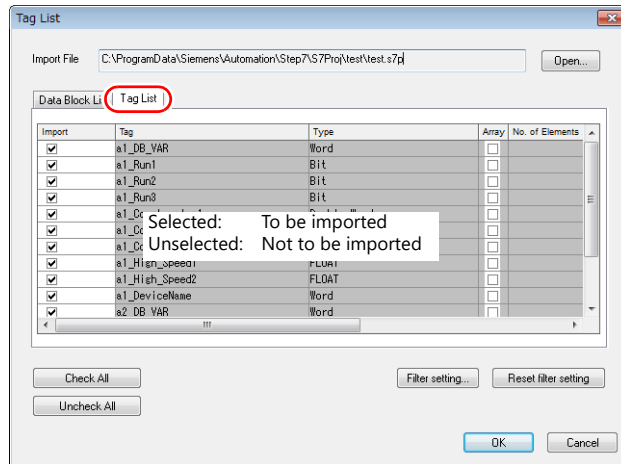 Tag List
Import File C:\ProgramData\Siemens\Automation\Step7\S7Proj\test\test.s7p Open...
Data Block Li Tag List
Import Tag Type Array No. of Elements
a1_DB_VAR Word
a1_Run1 Bit
a1_Run2 Bit
a1_Run3 Bit
Selected: To be imported
Unselected: Not to be imported
a1_High_Speed1 FLOAT
a1_High_Speed2 FLOAT
a1_DeviceName Word
a2_DB_VAR Word
Check All Filter setting... Reset filter setting
Uncheck All
OK Cancel